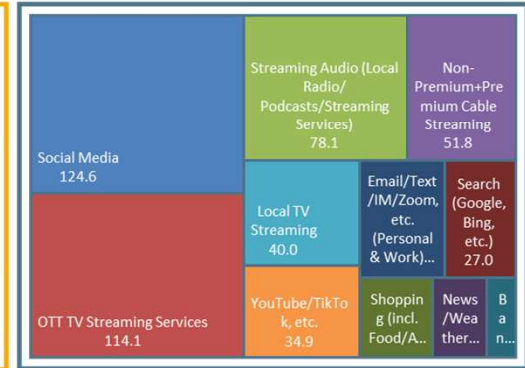 Social Media
124.6
OTT TV Streaming Services
114.1
Streaming Audio (Local
Radio/
Podcasts/Streaming
Services)
78.1
Non-
Premium+Pre
mium Cable
Streaming
51.8
Local TV
Streaming
40.0
YouTube/TikTo
k, etc.
34.9
Email/Text
/IM/Zoom,
etc.
(Personal
& Work)...
Search
(Google,
Bing,
etc.)
27.0
Shoppin
g (incl.
Food/A...
News
/Wea
ther...
B
a
n...